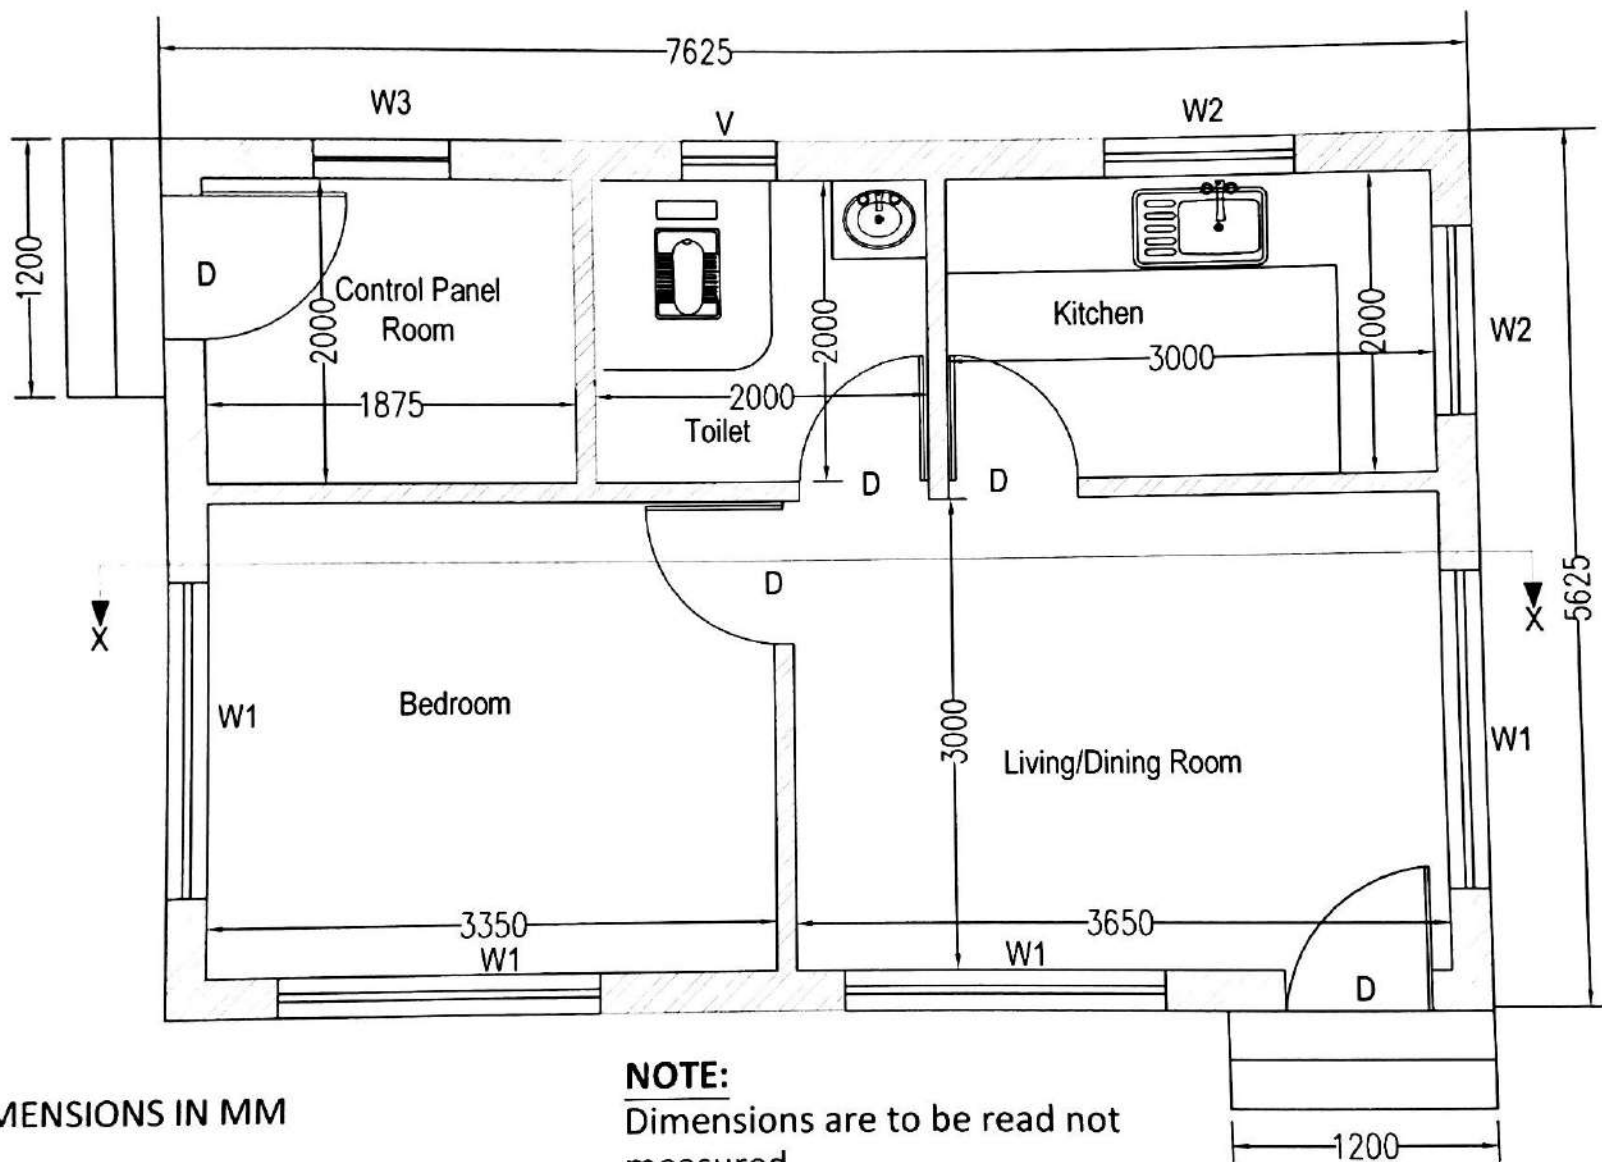 7625
W3
V
W2
1200
D
Control Panel
Room
2000
1875
2000
2000
Toilet
Kitchen
3000
2000
W2
D
D
D
X
X
5625
Bedroom
W1
3000
Living/Dining Room
W1
3350
W1
3650
W1
D
MENSIONS IN MM
NOTE:
Dimensions are to be read not
measured
1200